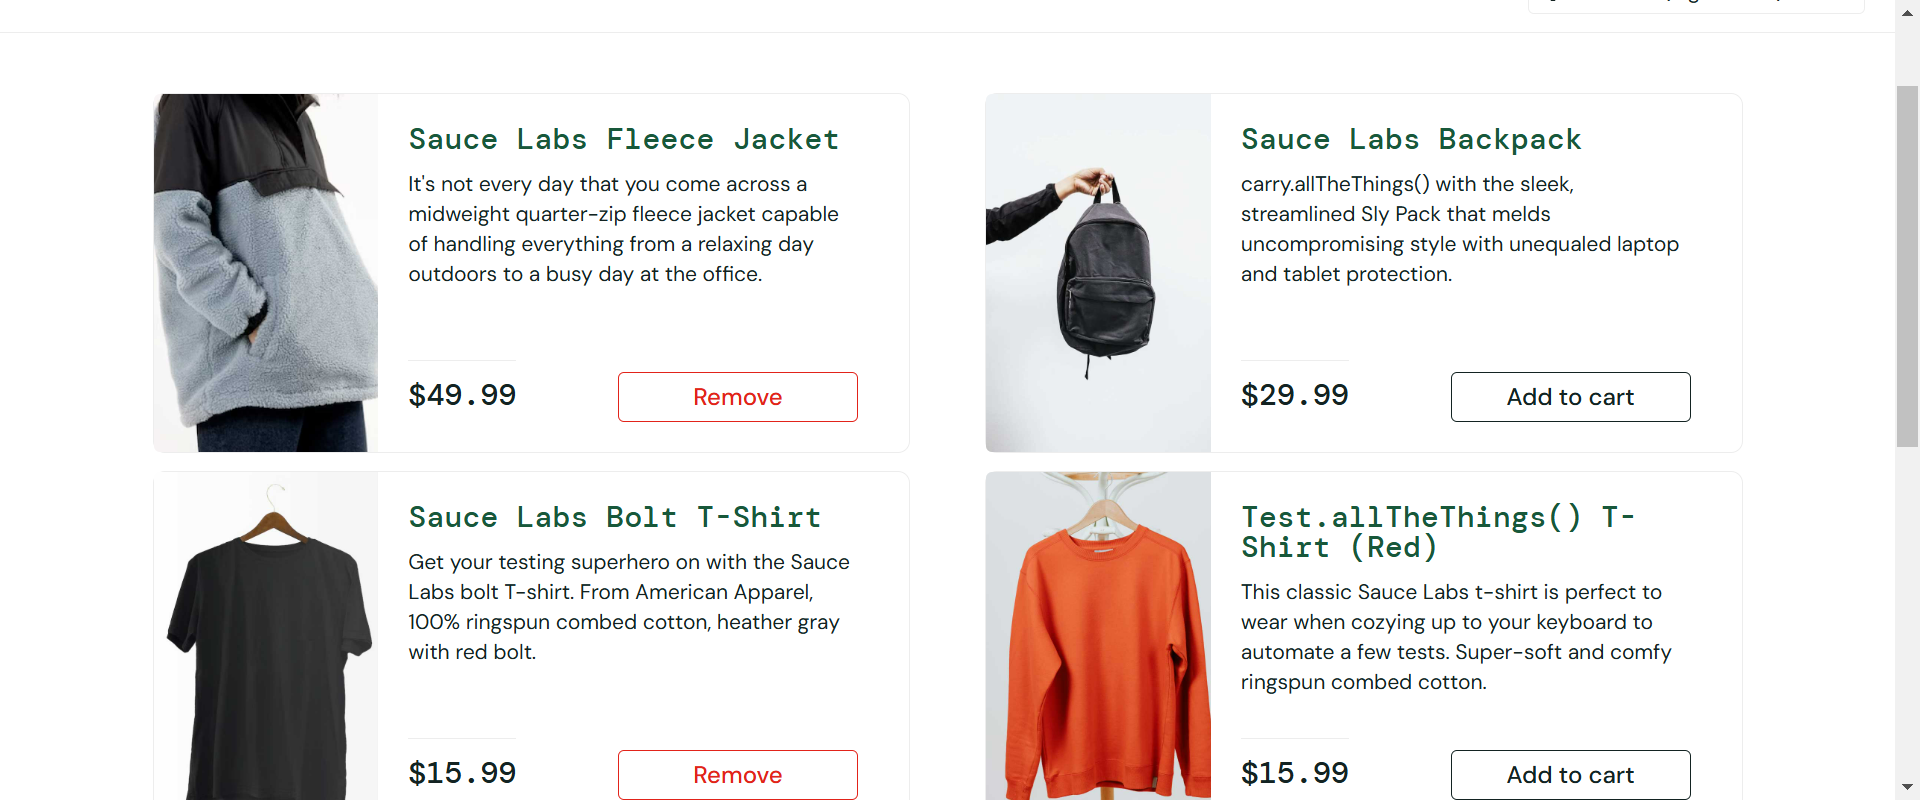 Sauce Labs Fleece Jacket
It's not every day that you come across a
midweight quarter-zip fleece jacket capable
of handling everything from a relaxing day
outdoors to a busy day at the office.
$49.99
Remove
Sauce Labs Backpack
carry.allTheThings() with the sleek,
streamlined Sly Pack that melds
uncompromising style with unequaled laptop
and tablet protection.
$29.99
Add to cart
Sauce Labs Bolt T-Shirt
Get your testing superhero on with the Sauce
Labs bolt T-shirt. From American Apparel,
100% ringspun combed cotton, heather gray
with red bolt.
$15.99
Remove
Test.allTheThings() T-
Shirt (Red)
This classic Sauce Labs t-shirt is perfect to
wear when cozying up to your keyboard to
automate a few tests. Super-soft and comfy
ringspun combed cotton.
$15.99
Add to cart